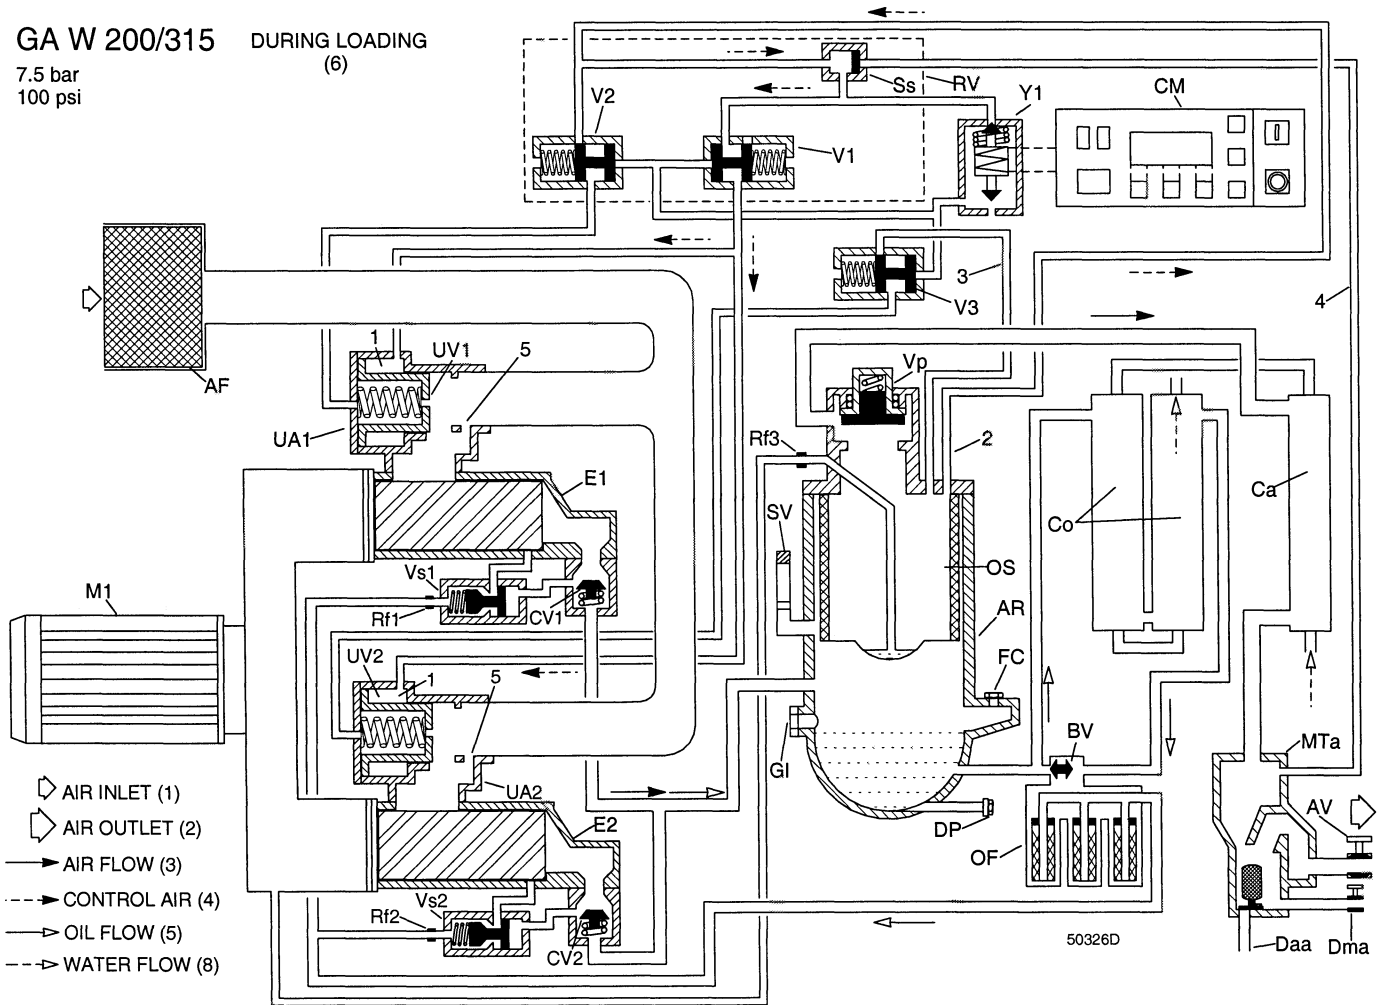 GA W 200/315
DURING LOADING
(6)
7.5 bar
100 psi
Ss
RV
Y1
CM
V2
V1
3
V3
4
AF
1
UV1
5
UA1
Vp
2
Rf3
E1
SV
Co
Ca
OS
Vs1
Rf1
CV1
AR
M1
UV2
1
5
FC
GI
BV
MTa
UA2
E2
DP
OF
AV
AIR INLET (1)
AIR OUTLET (2)
AIR FLOW (3)
CONTROL AIR (4)
OIL FLOW (5)
WATER FLOW (8)
Vs2
Rf2
CV2
50326D
Daa
Dma